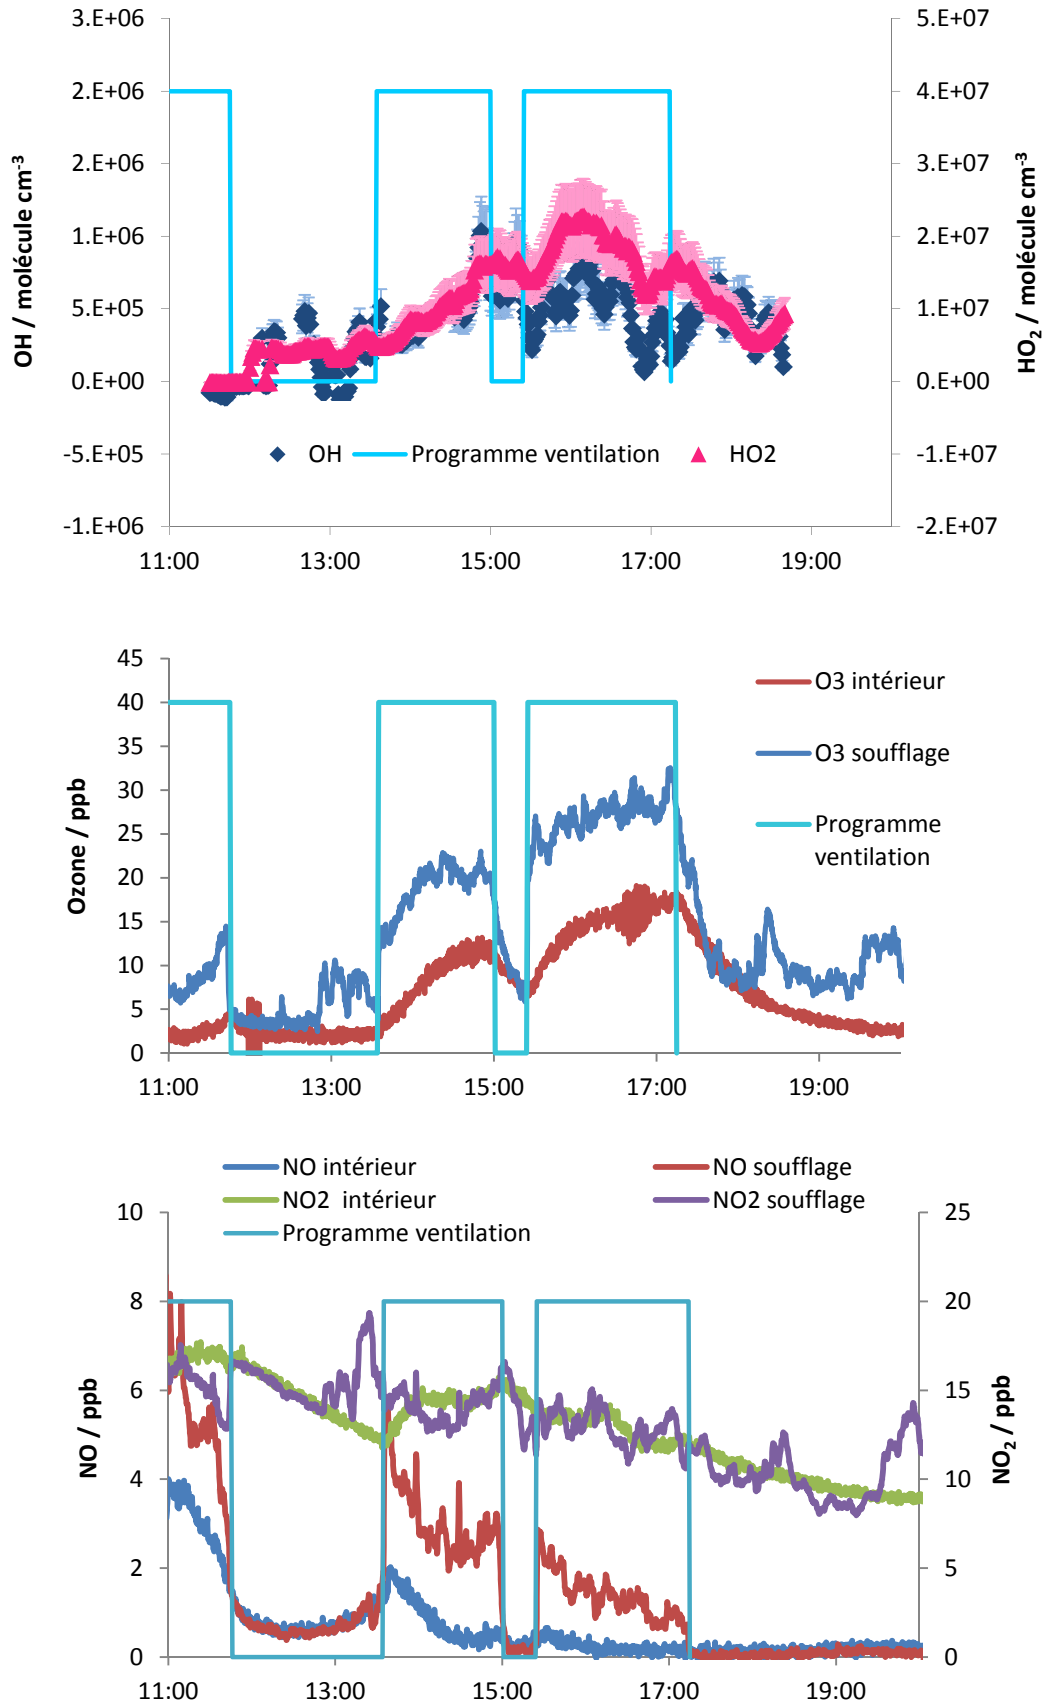 3.E+06
2.E+06
2.E+06
1.E+06
5.E+05
0.E+00
-5.E+05
-1.E+06
OH / molécule cm-3
5.E+07
4.E+07
3.E+07
2.E+07
1.E+07
0.E+00
-1.E+07
-2.E+07
HO2 / molécule cm-3
OH Programme ventilation HO2
11:00 13:00 15:00 17:00 19:00
45
40
35
30
25
20
15
10
5
0
Ozone / ppb
O3 intérieur
O3 soufflage
Programme
ventilation
11:00 13:00 15:00 17:00 19:00
NO intérieur NO soufflage
NO2 intérieur NO2 soufflage
Programme ventilation
10
8
6
4
2
0
NO / ppb
25
20
15
10
5
0
NO2 / ppb
11:00 13:00 15:00 17:00 19:00